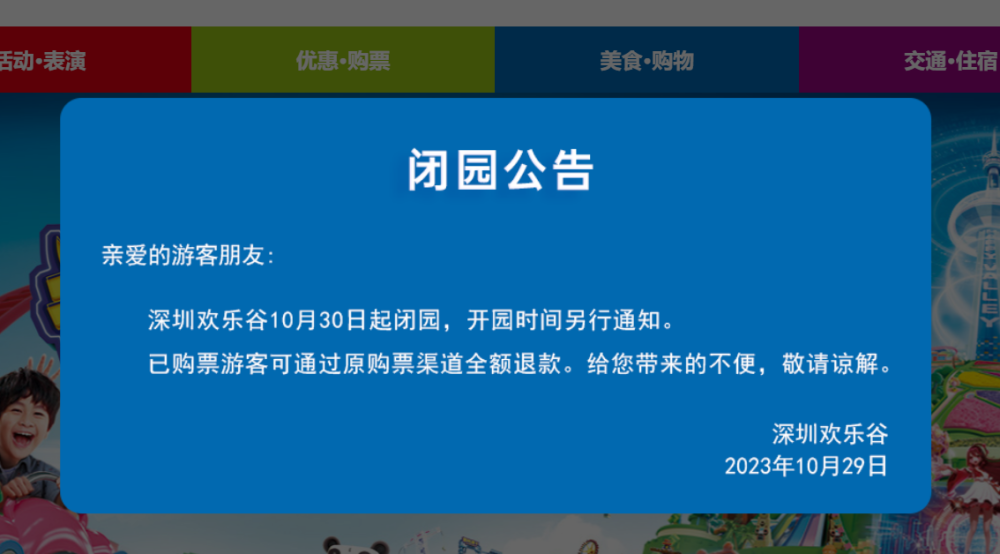 活动·表演
优惠·购票
美食·购物
交通·住宿
闭园公告
亲爱的游客朋友：
深圳欢乐谷10月30日起闭园，开园时间另行通知。
已购票游客可通过原购票渠道全额退款。给您带来的不便，敬请谅解。
深圳欢乐谷
2023年10月29日